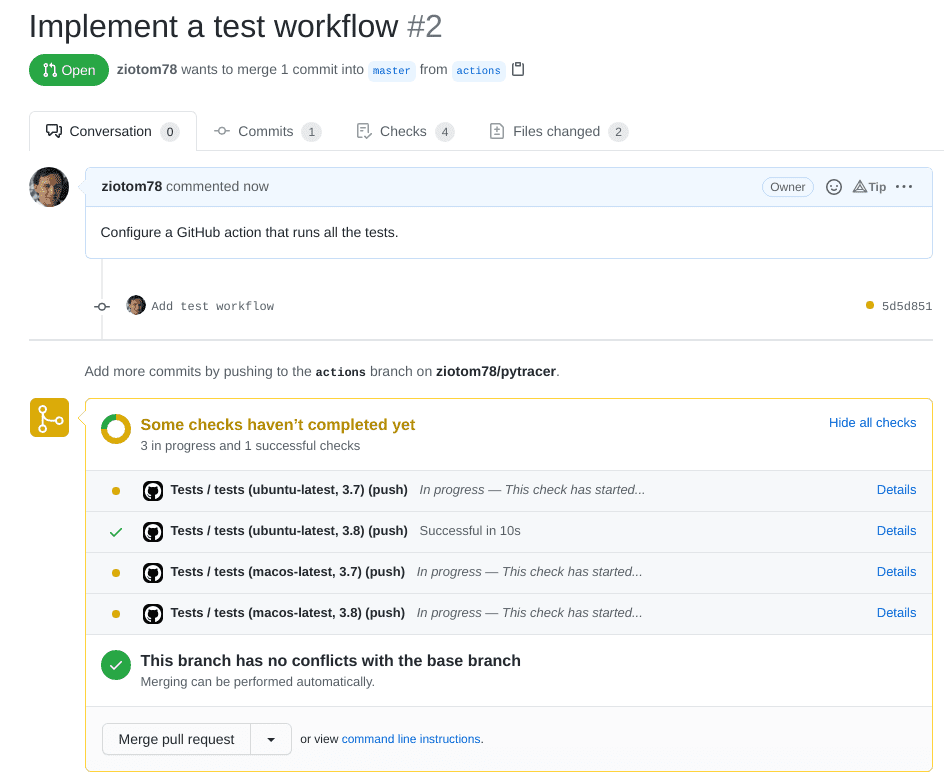 Implement a test workflow #2
Open ziotom78 wants to merge 1 commit into master from actions
Conversation 0 Commits 1 Checks 4 Files changed 2
ziotom78 commented now Owner Tip
Configure a GitHub action that runs all the tests.
Add test workflow 5d5d851
Add more commits by pushing to the actions branch on ziotom78/pytracer.
Some checks haven’t completed yet Hide all checks
3 in progress and 1 successful checks
Tests / tests (ubuntu-latest, 3.7) (push) In progress — This check has started... Details
Tests / tests (ubuntu-latest, 3.8) (push) Successful in 10s Details
Tests / tests (macos-latest, 3.7) (push) In progress — This check has started... Details
Tests / tests (macos-latest, 3.8) (push) In progress — This check has started... Details
This branch has no conflicts with the base branch
Merging can be performed automatically.
Merge pull request or view command line instructions.